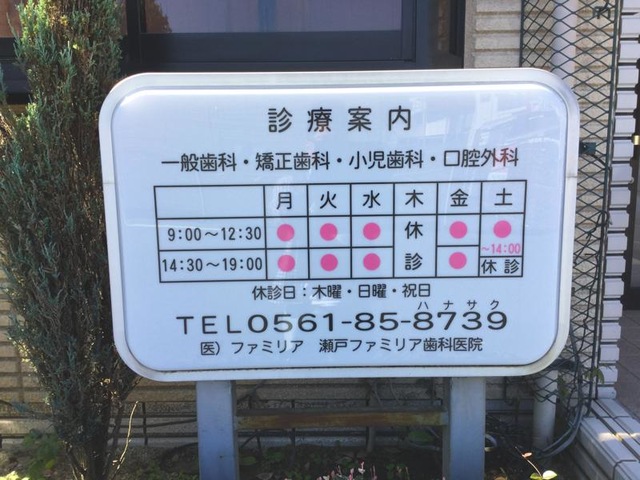 診療案内
一般歯科・矯正歯科・小児歯科・口腔外科
月 火 水 木 金 土
9:00〜12:30 ● ● ● 休診 ● ●〜14:00
14:30〜19:00 ● ● ● ● 休診
休診日：木曜・日曜・祝日
ハナサク
TEL0561-85-8739
医）ファミリア 瀬戸ファミリア歯科医院